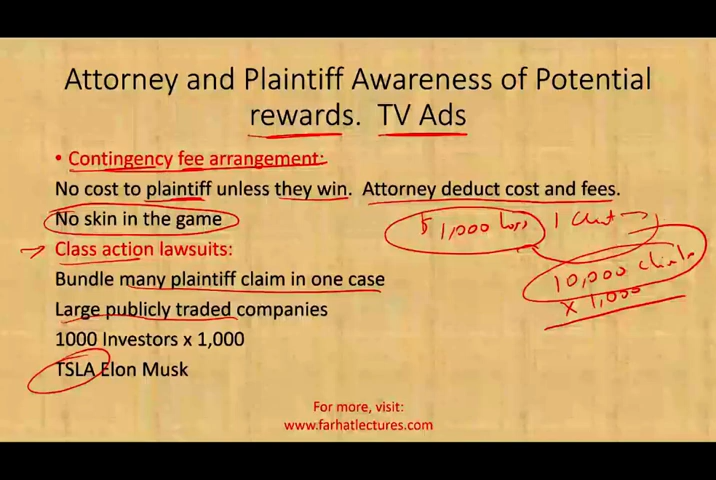 Attorney and Plaintiff Awareness of Potential
rewards. TV Ads
• Contingency fee arrangement:
No cost to plaintiff unless they win. Attorney deduct cost and fees.
No skin in the game
$1,000 loss 1 client
Class action lawsuits:
10,000 clients
Bundle many plaintiff claim in one case
x 1,000
Large publicly traded companies
1000 Investors x 1,000
TSLA Elon Musk
For more, visit:
www.farhatlectures.com